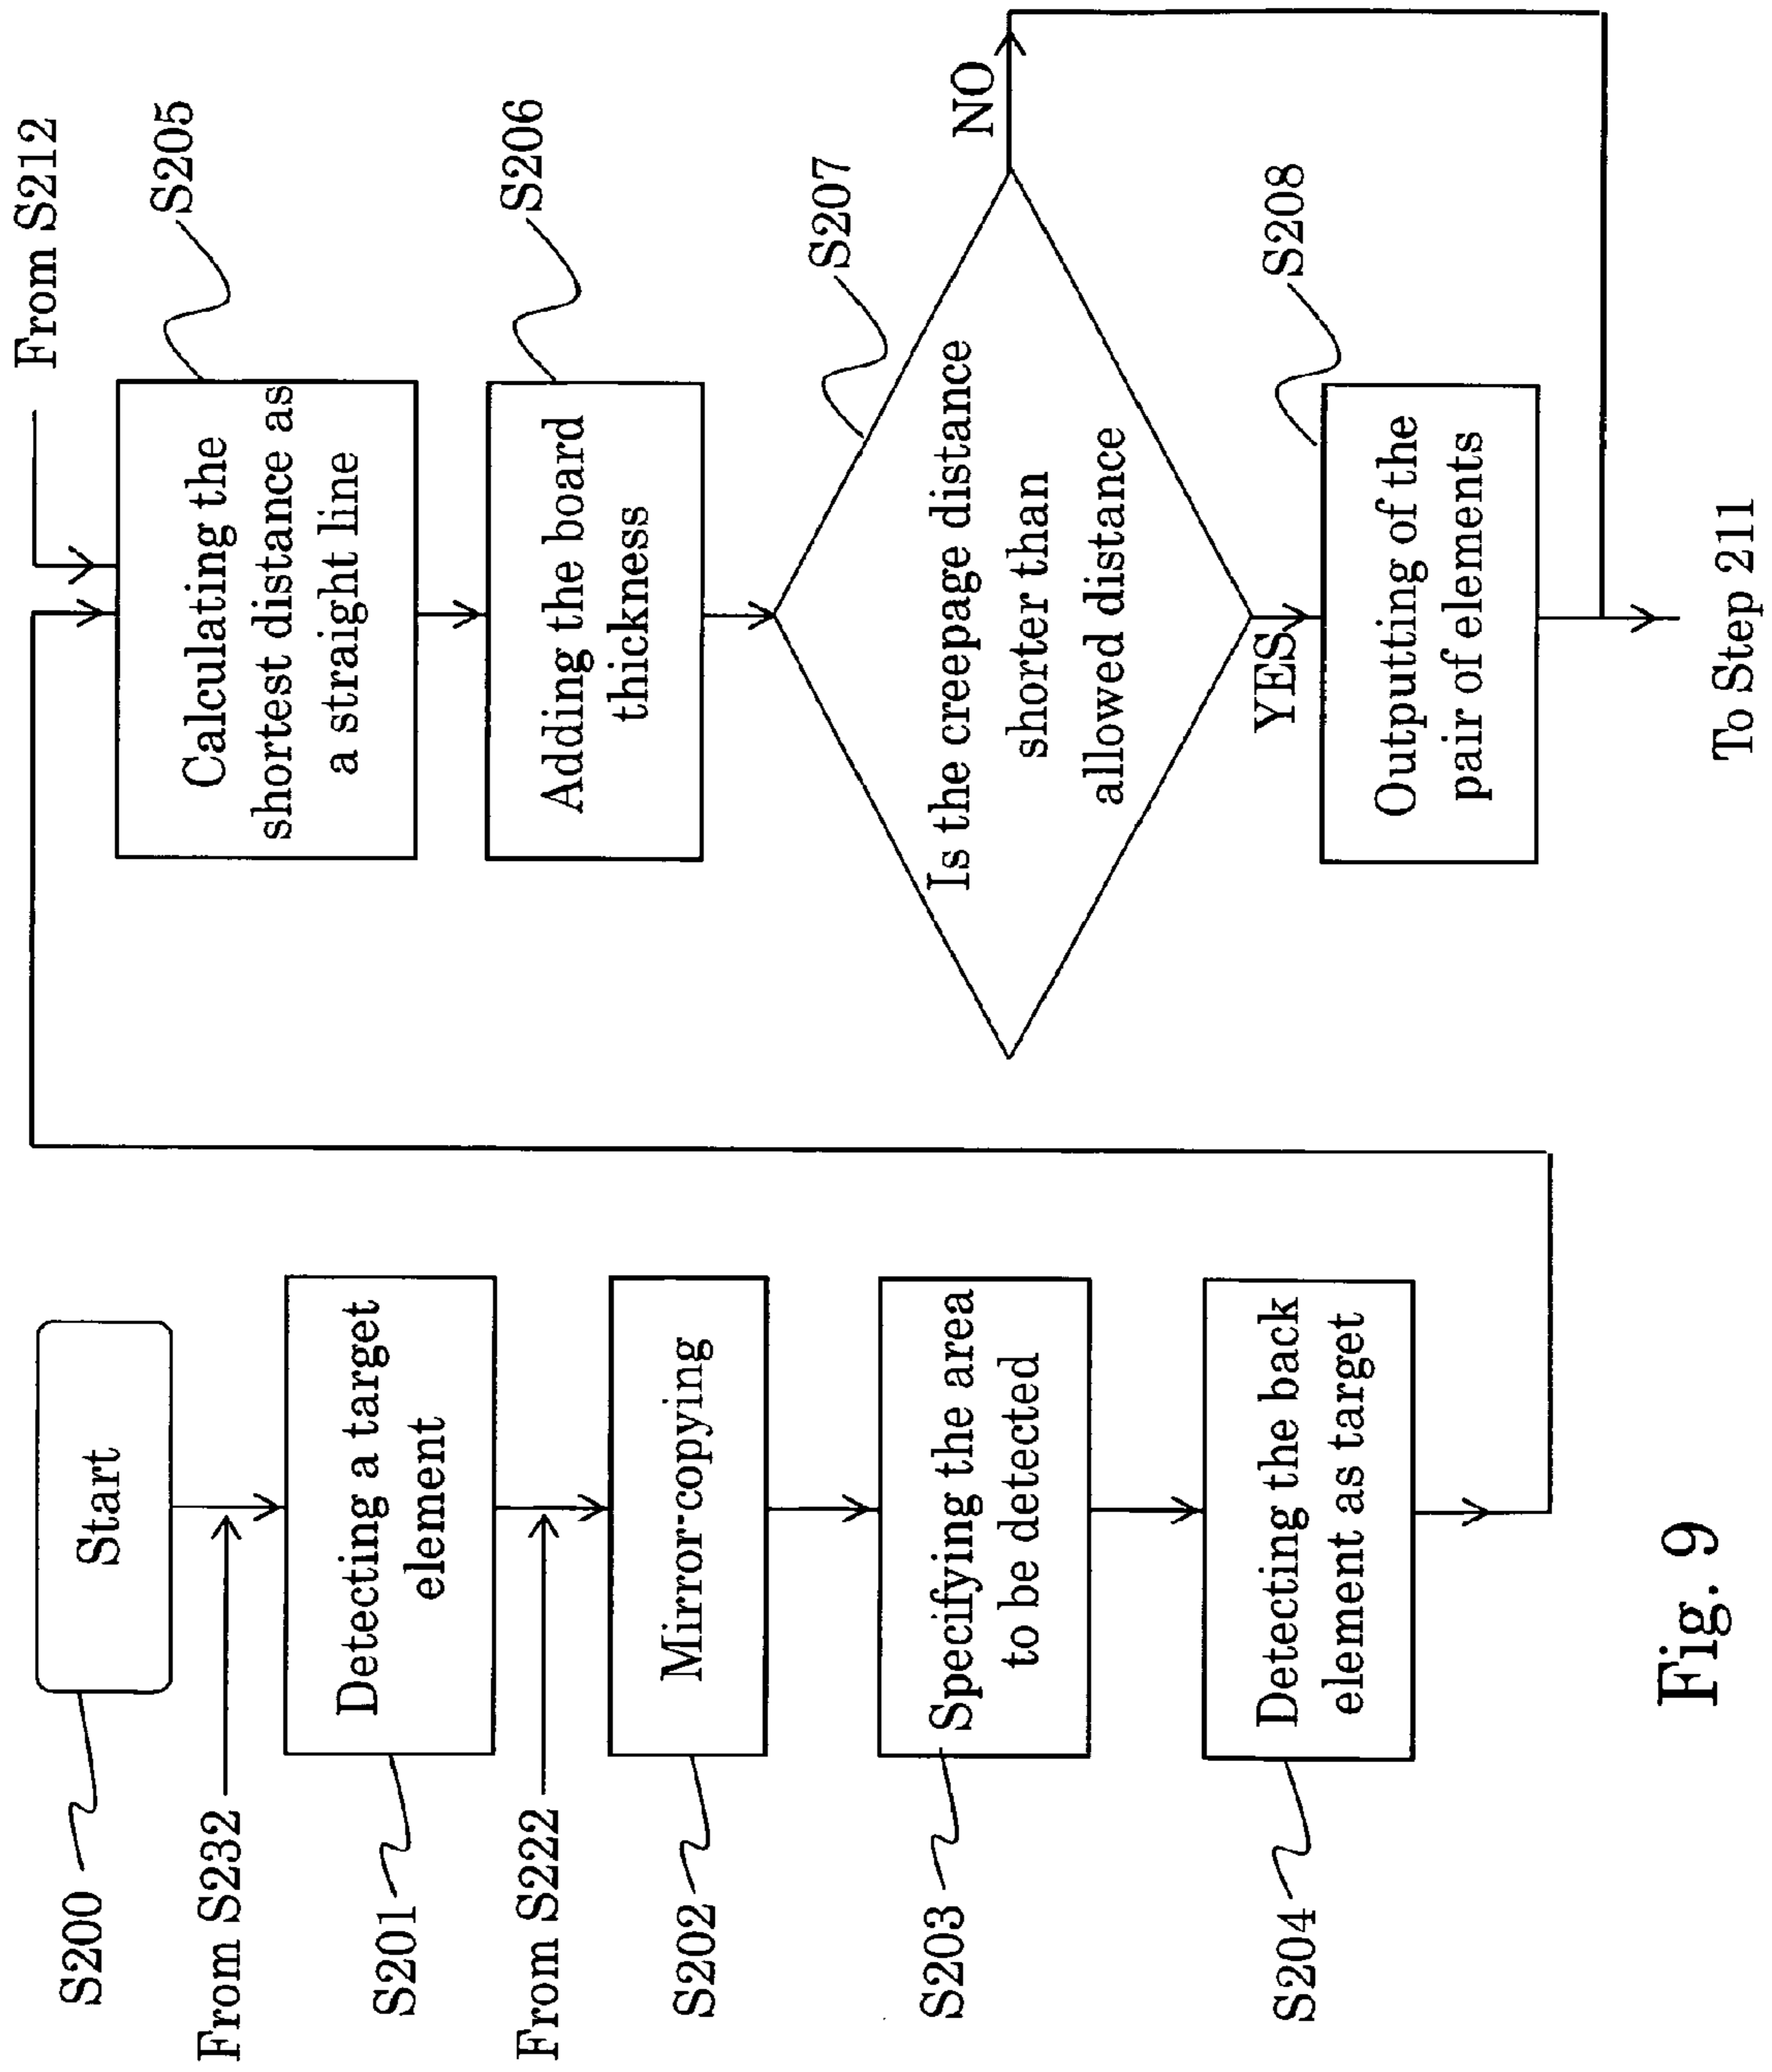 S200
Start
From S232
S201
Detecting a target
element
From S222
S202
Mirror-copying
S203
Specifying the area
to be detected
S204
Detecting the back
element as target
From S212
S205
Calculating the
shortest distance as
a straight line
S206
Adding the board
thickness
S207
Is the creepage distance
shorter than
allowed distance
NO
YES
S208
Outputting of the
pair of elements
To Step 211
Fig. 9